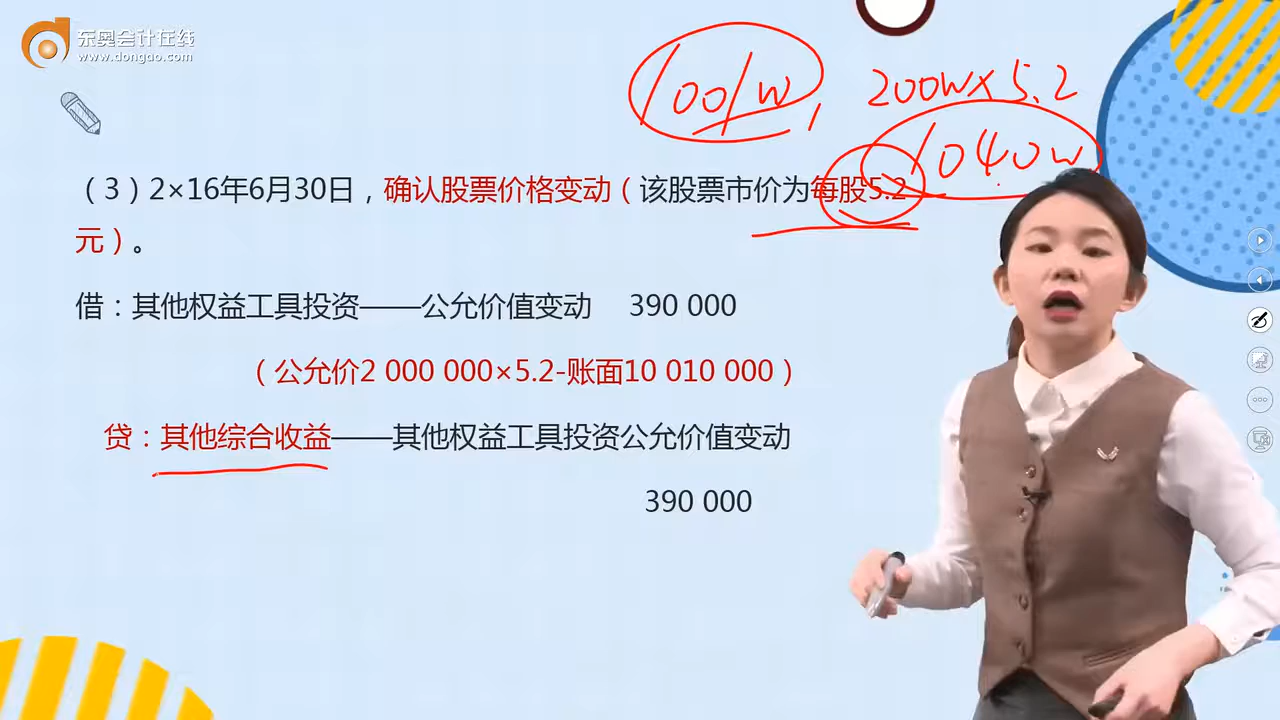 东奥会计在线
www.dongao.com
1001W
200W×5.2
1040W
（3）2×16年6月30日，确认股票价格变动（该股票市价为每股5.2
元）。
借：其他权益工具投资——公允价值变动 390 000
（公允价2 000 000×5.2-账面10 010 000）
贷：其他综合收益——其他权益工具投资公允价值变动
390 000